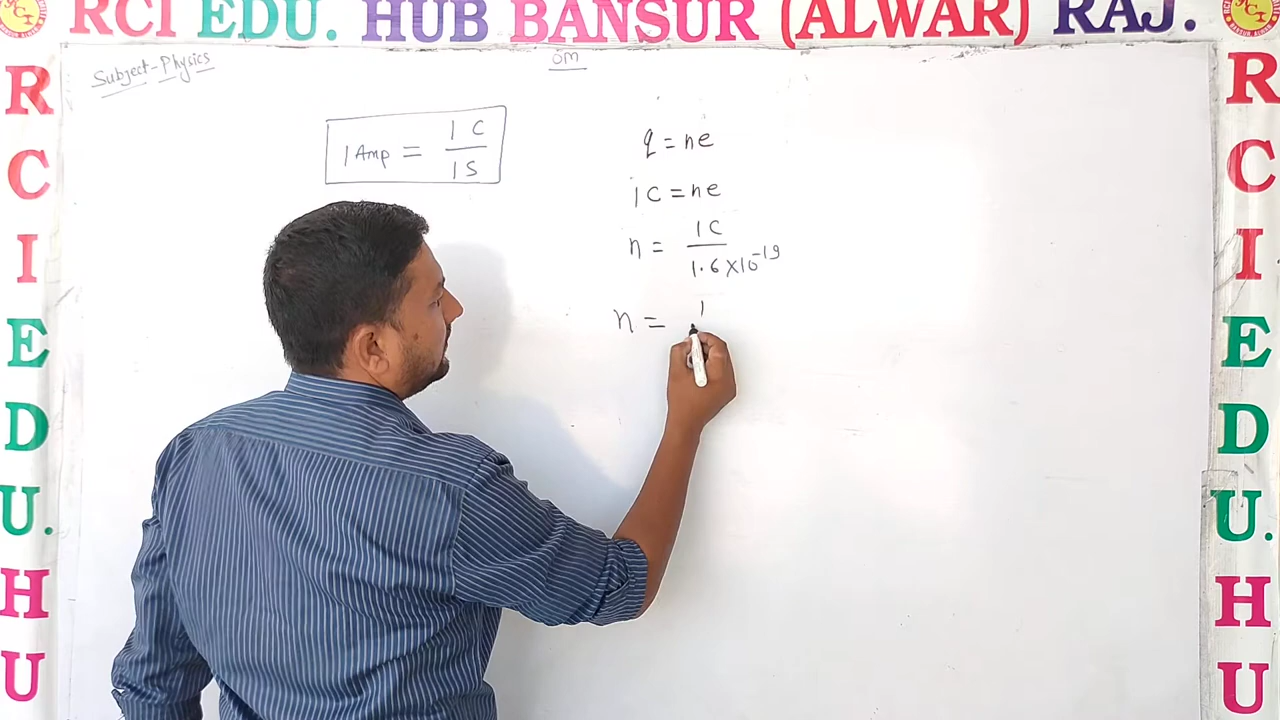 RCI EDU. HUB BANSUR (ALWAR) RAJ.
Subject-Physics
OM
1 Amp = 1 C / 1 S
q = ne
1 C = ne
n = 1 C / 1.6 × 10⁻¹⁹
n = 1
R
C
I
E
D
U.
H
U
R
C
I
E
D
U.
H
U